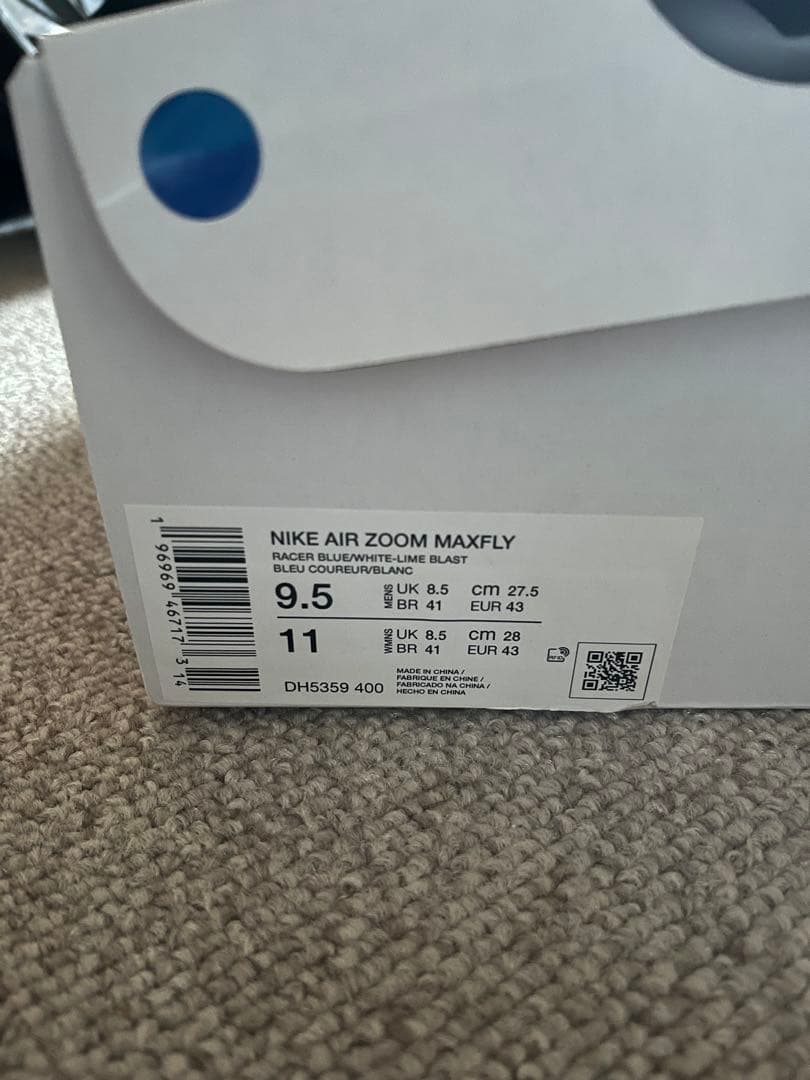 NIKE AIR ZOOM MAXFLY
RACER BLUE/WHITE-LIME BLAST
BLEU COUREUR/BLANC
9.5 MENS UK 8.5 cm 27.5
BR 41 EUR 43
11 WMNS UK 8.5 cm 28
BR 41 EUR 43
DH5359 400
MADE IN CHINA /
FABRIQUE EN CHINE /
FABRICADO NA CHINA /
HECHO EN CHINA
1 96969 46717 3 14